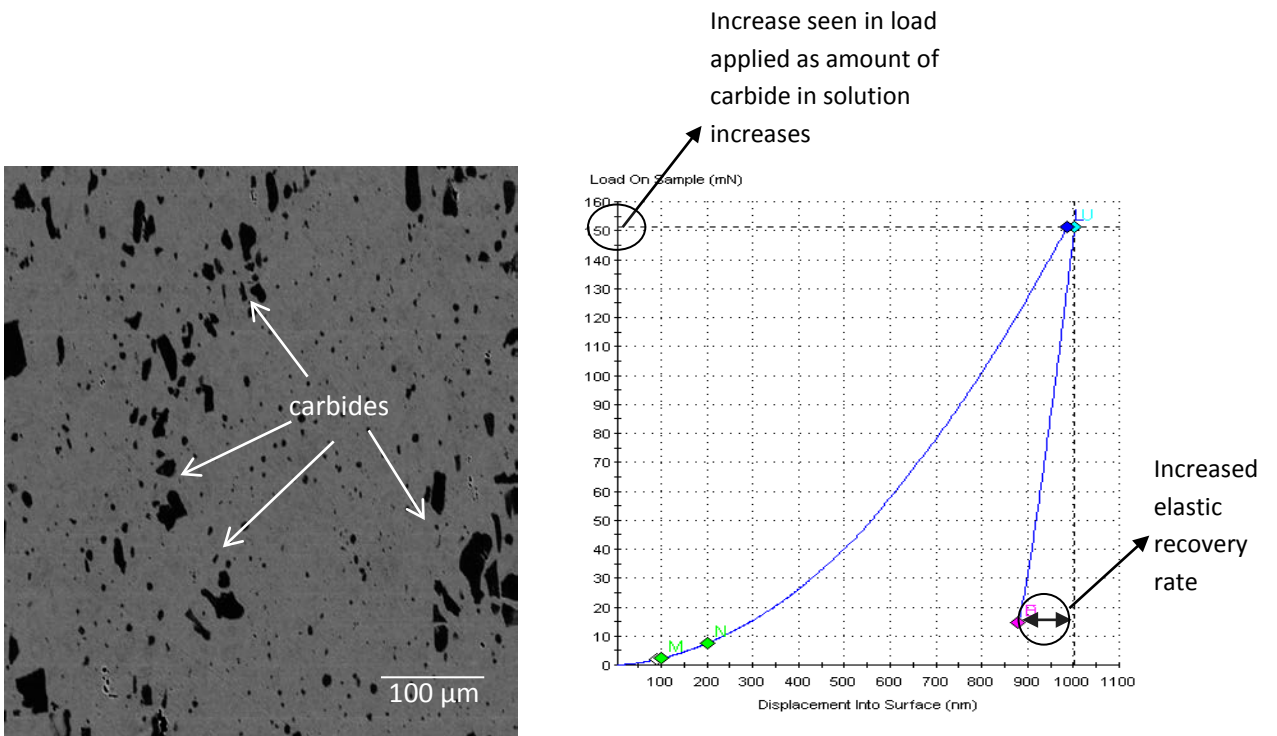 Increase seen in load
applied as amount of
carbide in solution
increases
carbides
100 µm
Load On Sample (mN)
160
150
140
130
120
110
100
90
80
70
60
50
40
30
20
10
0
L U
M
N
100 200 300 400 500 600 700 800 900 1000 1100
Displacement Into Surface (nm)
Increased
elastic
recovery
rate